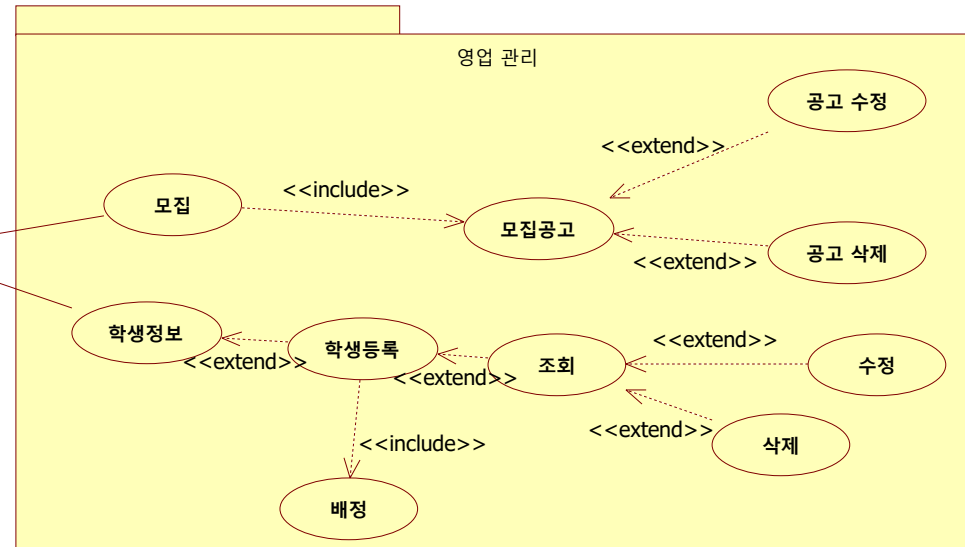 영업 관리
공고 수정
<<extend>>
<<include>>
모집
모집공고
공고 삭제
<<extend>>
학생정보
<<extend>>
학생등록
<<extend>>
조회
<<extend>>
수정
<<extend>>
삭제
<<include>>
배정